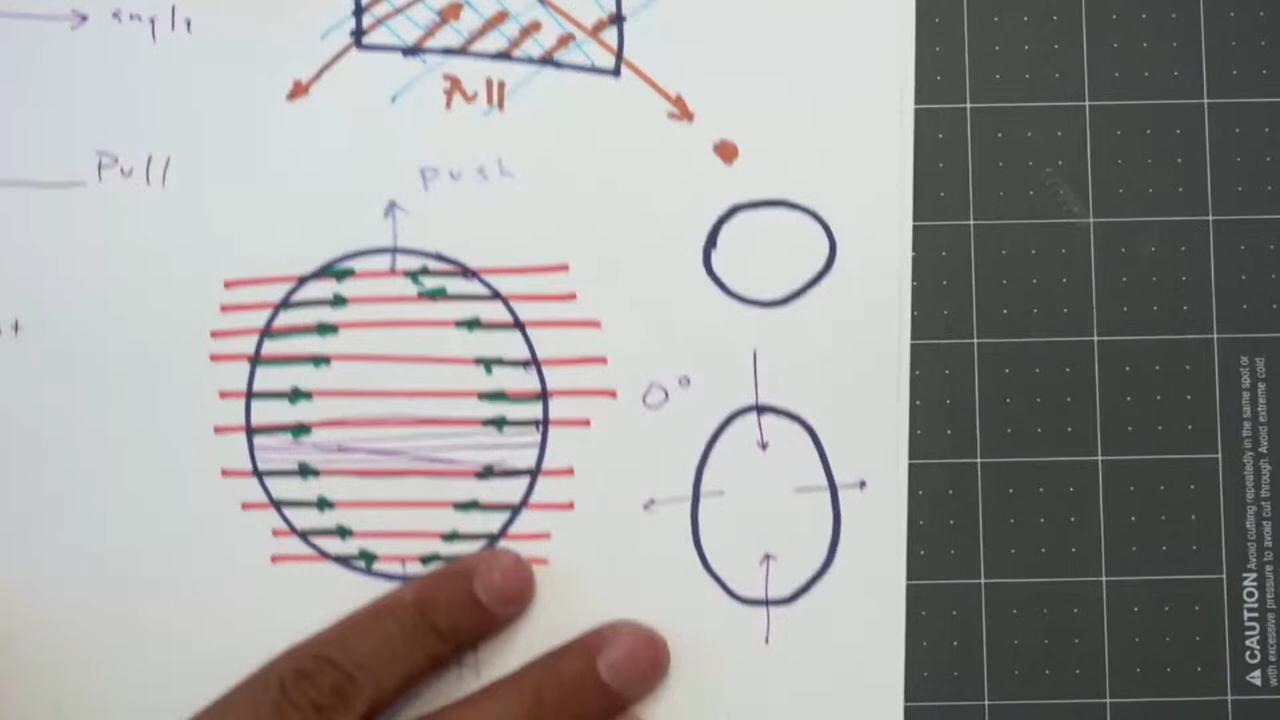 angle
Pull
push
0°
CAUTION Avoid cutting repeatedly in the same spot or
with excessive pressure to avoid cut through. Avoid extreme cold